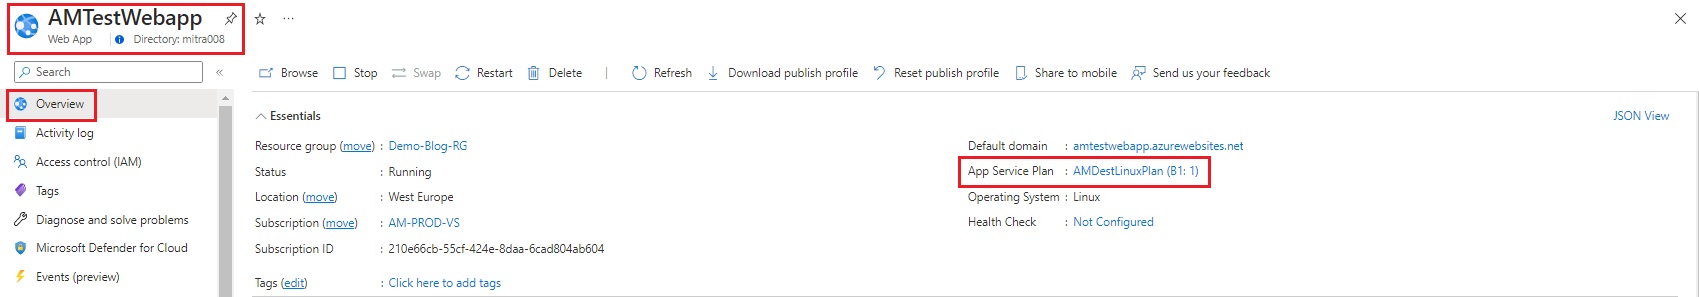 AMTestWebapp
Web App | Directory: mitra008
Search
Overview
Activity log
Access control (IAM)
Tags
Diagnose and solve problems
Microsoft Defender for Cloud
Events (preview)
Browse Stop Swap Restart Delete Refresh Download publish profile Reset publish profile Share to mobile Send us your feedback
Essentials
JSON View
Resource group (move) : Demo-Blog-RG
Status : Running
Location (move) : West Europe
Subscription (move) : AM-PROD-VS
Subscription ID : 210e66cb-55cf-424e-8daa-6cad804ab604
Tags (edit) : Click here to add tags
Default domain : amtestwebapp.azurewebsites.net
App Service Plan : AMDestLinuxPlan (B1: 1)
Operating System : Linux
Health Check : Not Configured